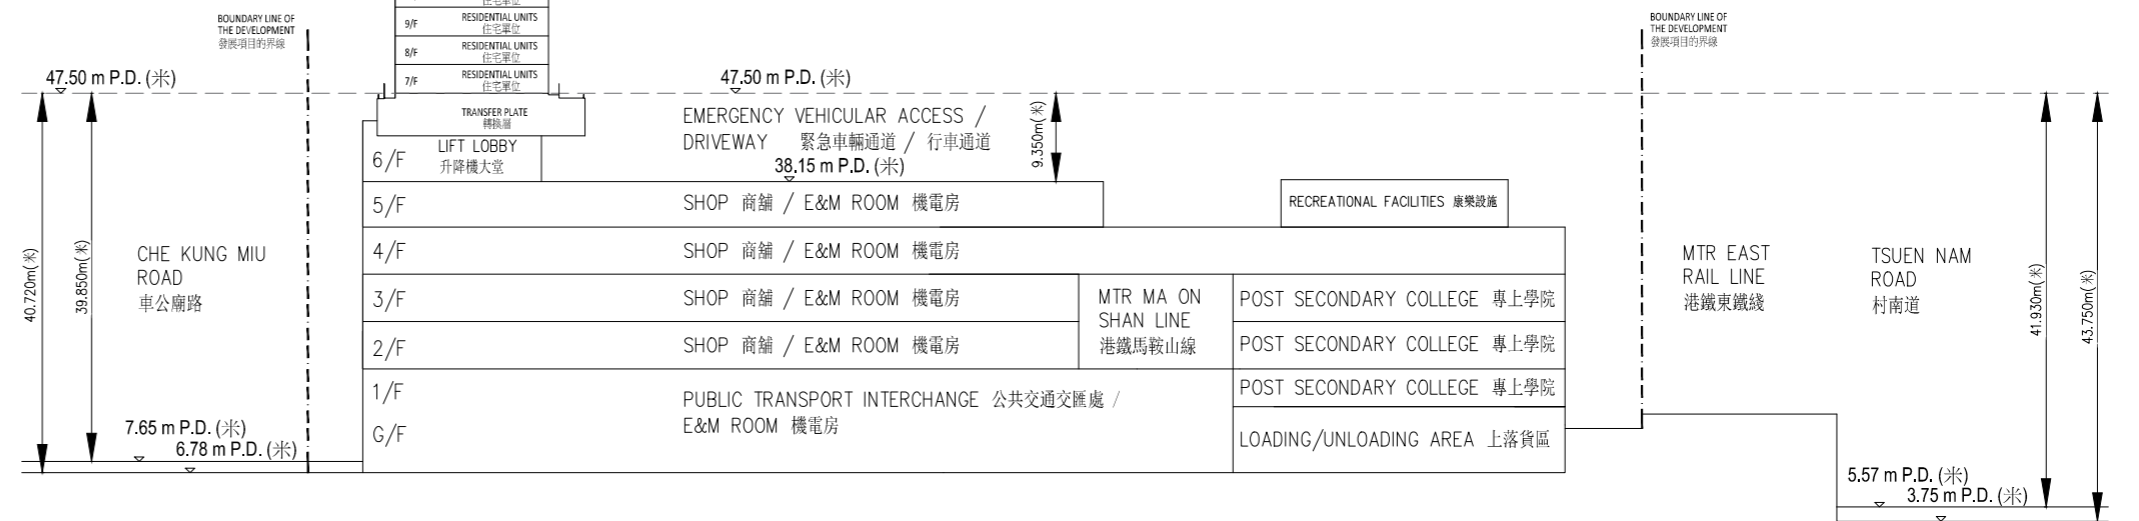 BOUNDARY LINE OF
THE DEVELOPMENT
發展項目的界線
住宅單位
9/F RESIDENTIAL UNITS
住宅單位
8/F RESIDENTIAL UNITS
住宅單位
7/F RESIDENTIAL UNITS
住宅單位
BOUNDARY LINE OF
THE DEVELOPMENT
發展項目的界線
47.50 m P.D. (米)
47.50 m P.D. (米)
TRANSFER PLATE
轉換層
EMERGENCY VEHICULAR ACCESS /
DRIVEWAY 緊急車輛通道 / 行車通道
9.350m(米)
6/F LIFT LOBBY
升降機大堂
38.15 m P.D. (米)
5/F SHOP 商舖 / E&M ROOM 機電房
RECREATIONAL FACILITIES 康樂設施
4/F SHOP 商舖 / E&M ROOM 機電房
40.720m(米)
39.850m(米)
CHE KUNG MIU
ROAD
車公廟路
3/F SHOP 商舖 / E&M ROOM 機電房
2/F SHOP 商舖 / E&M ROOM 機電房
MTR MA ON
SHAN LINE
港鐵馬鞍山線
POST SECONDARY COLLEGE 專上學院
POST SECONDARY COLLEGE 專上學院
POST SECONDARY COLLEGE 專上學院
MTR EAST
RAIL LINE
港鐵東鐵綫
TSUEN NAM
ROAD
村南道
41.930m(米)
43.750m(米)
1/F
G/F
PUBLIC TRANSPORT INTERCHANGE 公共交通交匯處 /
E&M ROOM 機電房
LOADING/UNLOADING AREA 上落貨區
7.65 m P.D. (米)
6.78 m P.D. (米)
5.57 m P.D. (米)
3.75 m P.D. (米)